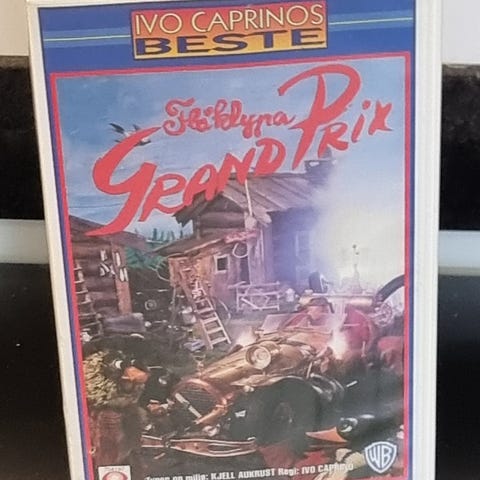 IVO CAPRINOS
BESTE
Flåklypa
GRAND PRIX
Typer og miljø: KJELL AUKRUST Regi: IVO CAPRINO
WB